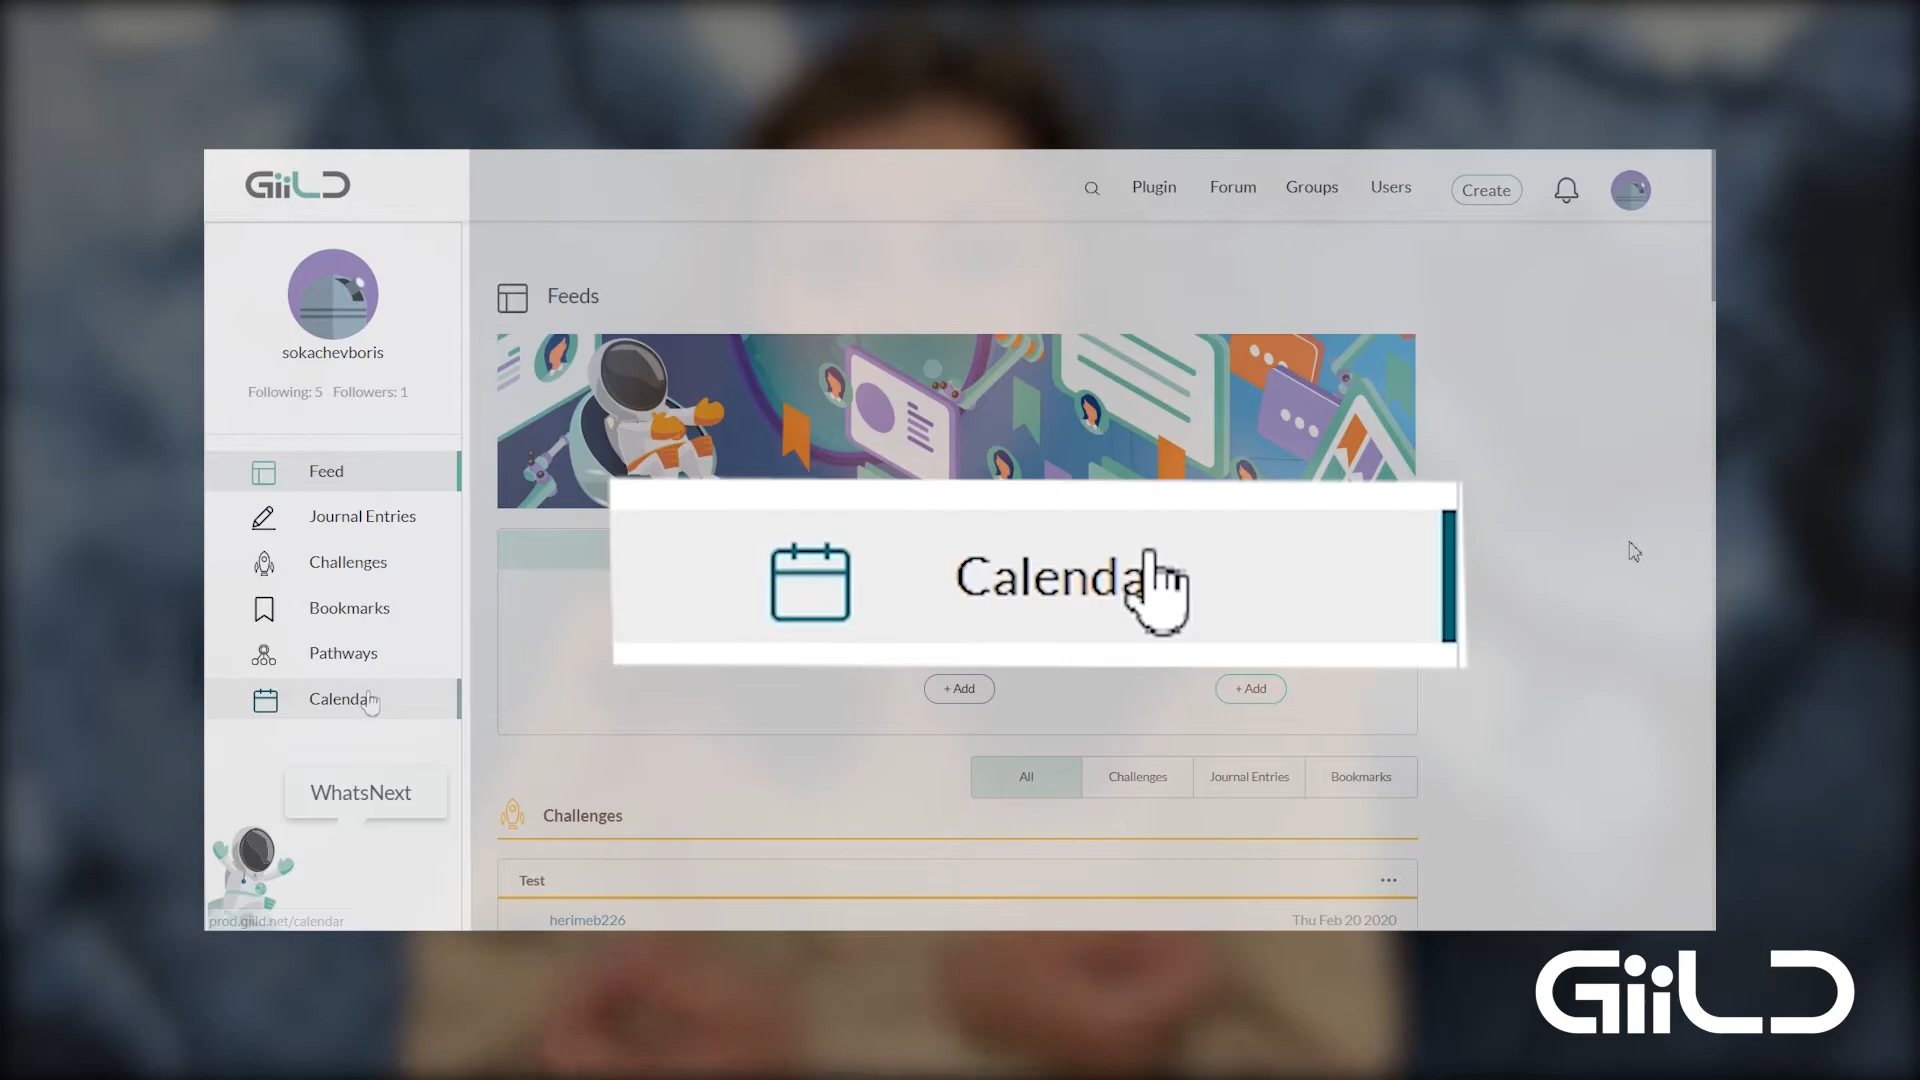 GiiLD
Plugin
Forum
Groups
Users
Create
sokachevboris
Following: 5 Followers: 1
Feeds
Feed
Journal Entries
Challenges
Bookmarks
Pathways
Calendar
Calendar
+ Add
+ Add
WhatsNext
All
Challenges
Journal Entries
Bookmarks
Challenges
Test
herimeb226
Thu Feb 20 2020
prod.giild.net/calendar
GiiLD